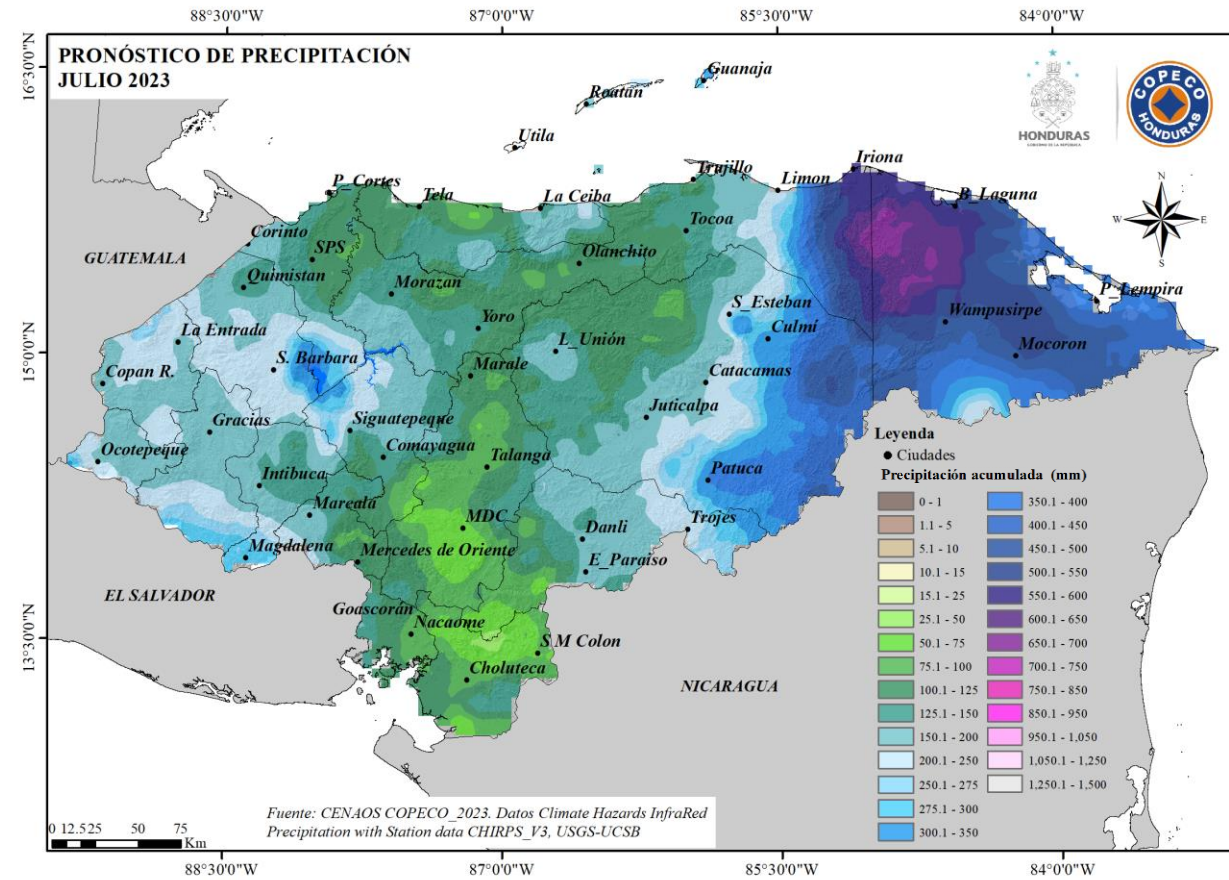 88°30'0"W 87°0'0"W 85°30'0"W 84°0'0"W
PRONÓSTICO DE PRECIPITACIÓN
JULIO 2023
16°30'0"N
15°0'0"N
13°30'0"N
HONDURAS
GOBIERNO DE LA REPÚBLICA
COPECO
HONDURAS
N
W
E
S
Guanaja
Roatán
Utila
Iriona
Trujillo
Limon
P_Cortes
Tela
La Ceiba
B_Laguna
Tocoa
Corinto
SPS
Olanchito
GUATEMALA
Quimistan
Morazan
P_Lempira
S_Esteban
Wampusirpe
Yoro
Culmí
La Entrada
L_Unión
Mocoron
S. Barbara
Marale
Copan R.
Catacamas
Gracias
Siguatepeque
Juticalpa
Comayagua
Ocotepeque
Talanga
Intibuca
Patuca
Marcala
MDC
Danli
Trojes
Magdalena
Mercedes de Oriente
E_Paraiso
EL SALVADOR
Goascorán
Nacaome
S M Colon
Choluteca
NICARAGUA
Leyenda
Ciudades
Precipitación acumulada (mm)
0 - 1
1.1 - 5
5.1 - 10
10.1 - 15
15.1 - 25
25.1 - 50
50.1 - 75
75.1 - 100
100.1 - 125
125.1 - 150
150.1 - 200
200.1 - 250
250.1 - 275
275.1 - 300
300.1 - 350
350.1 - 400
400.1 - 450
450.1 - 500
500.1 - 550
550.1 - 600
600.1 - 650
650.1 - 700
700.1 - 750
750.1 - 850
850.1 - 950
950.1 - 1,050
1,050.1 - 1,250
1,250.1 - 1,500
Fuente: CENAOS COPECO_2023. Datos Climate Hazards InfraRed
Precipitation with Station data CHIRPS_V3, USGS-UCSB
0 12.5 25 50 75
Km
88°30'0"W 87°0'0"W 85°30'0"W 84°0'0"W